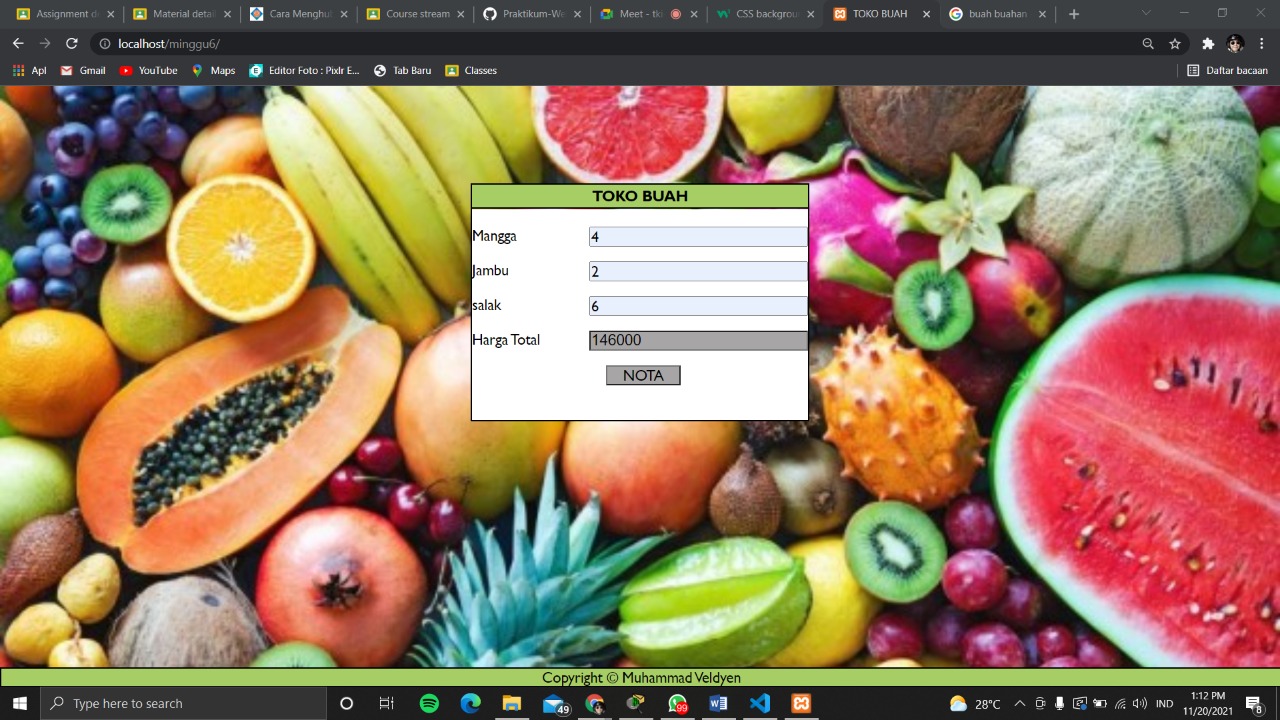 Assignment d
Material detai
Cara Menghu
Course stream
Praktikum-We
Meet - tk
CSS backgrou
TOKO BUAH
buah buahan
localhost/minggu6/
Apl
Gmail
YouTube
Maps
Editor Foto : Pixlr E...
Tab Baru
Classes
Daftar bacaan
TOKO BUAH
Mangga 4
Jambu 2
salak 6
Harga Total 146000
NOTA
Copyright © Muhammad Veldyen
Type here to search
49
99
28°C
IND
1:12 PM
11/20/2021
8